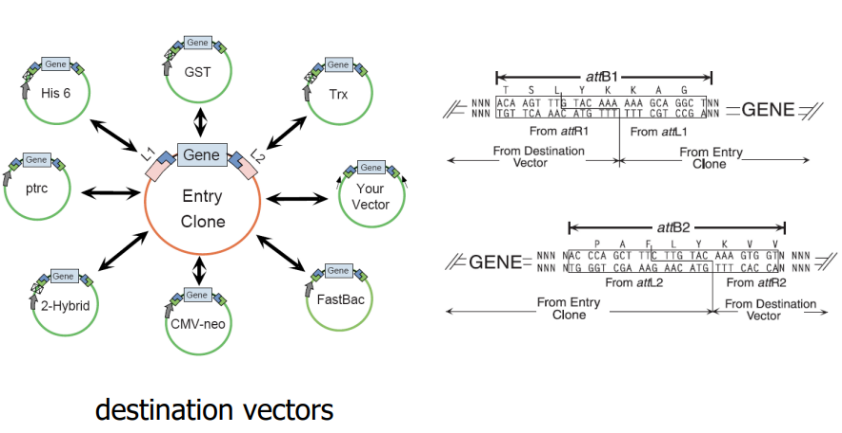 Gene
GST
Gene
His 6
Gene
Trx
L1
Gene
L2
Entry
Clone
Gene
ptrc
Gene
Your
Vector
Gene
2-Hybrid
Gene
CMV-neo
Gene
FastBac
destination vectors
attB1
T S L Y K K A G
NNN ACA AGT TTG TAC AAA AAA GCA GGC TNN
NNN TGT TCA AAC ATG TTT TTT CGT CCG ANN
GENE
From attR1
From attL1
From Destination
Vector
From Entry
Clone
attB2
P A F L Y K V V
GENE
NNN NAC CCA GCT TTC TTG TAC AAA GTG GTN NNN
NNN NTG GGT CGA AAG AAC ATG TTT CAC CAN NNN
From attL2
From attR2
From Entry
Clone
From Destination
Vector